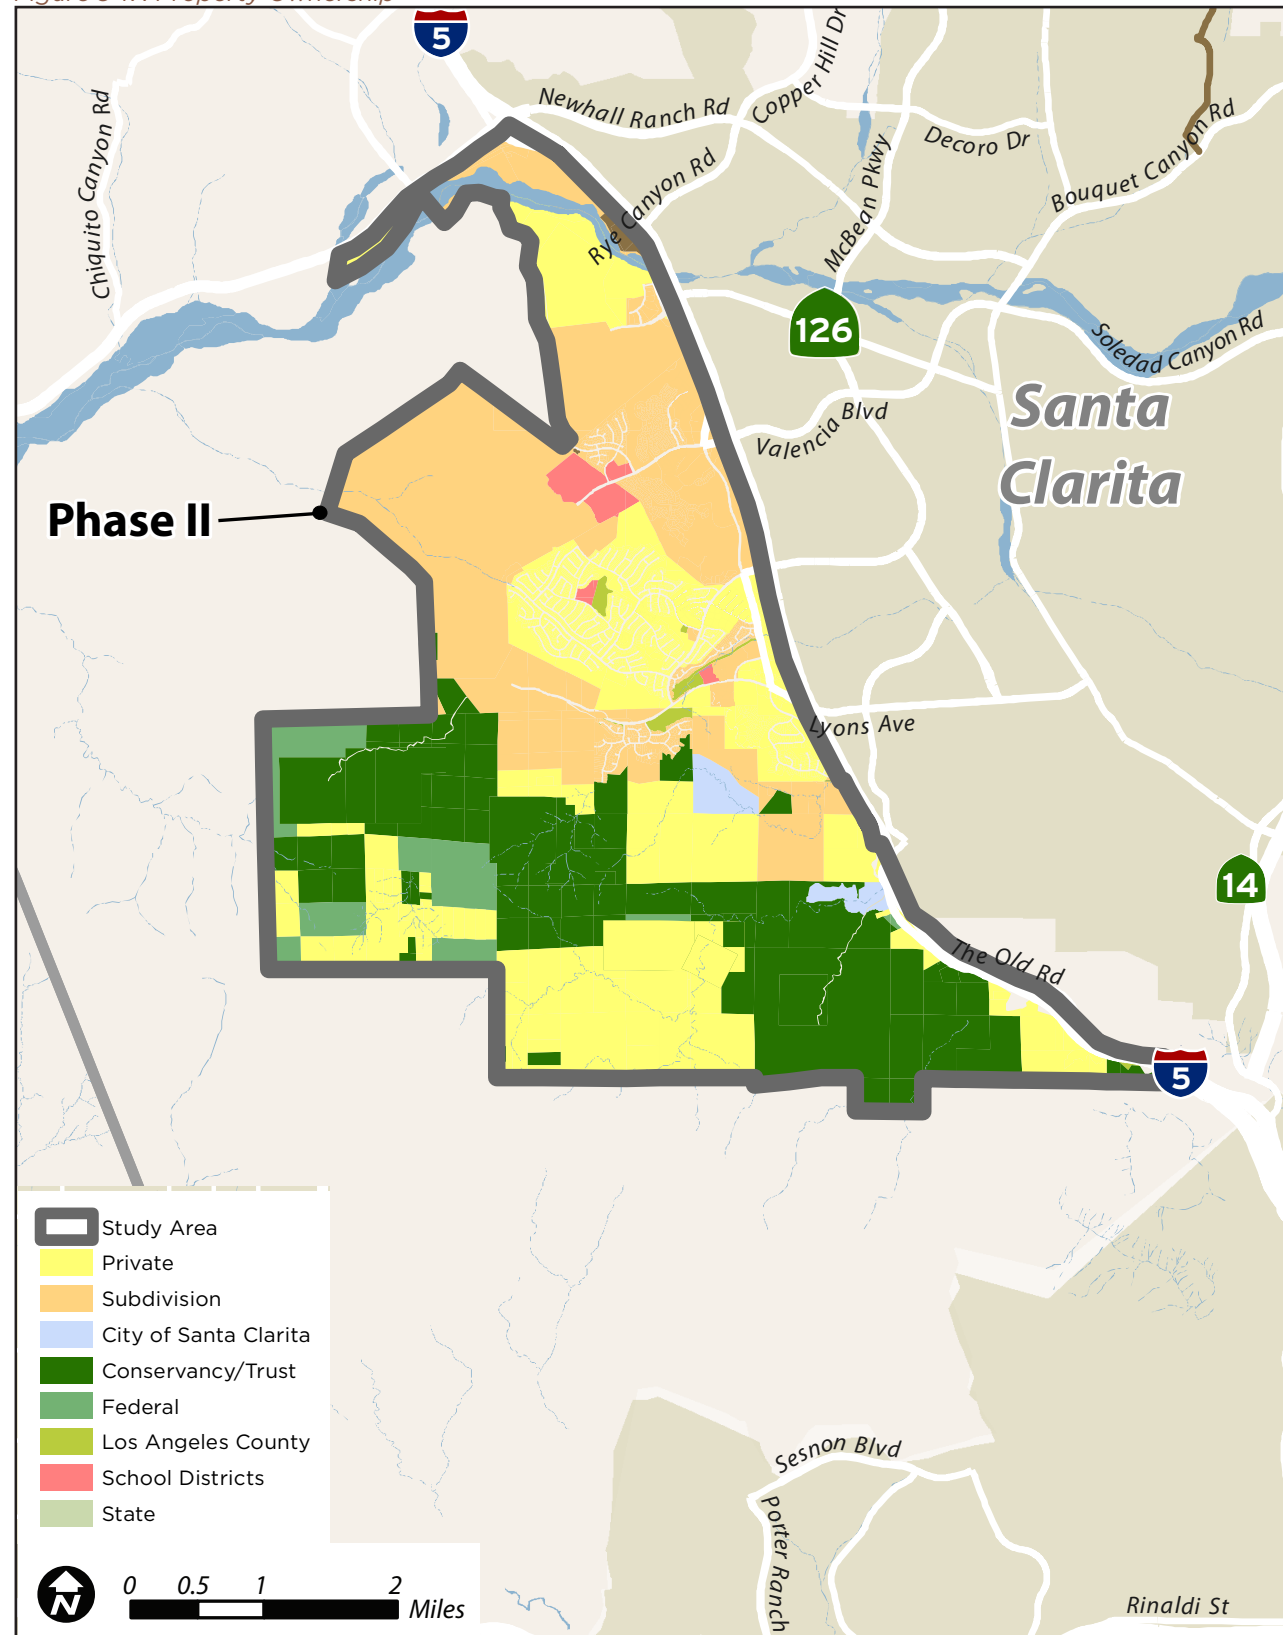 5
Newhall Ranch Rd
Copper Hill Dr
Chiquito Canyon Rd
Decoro Dr
Bouquet Canyon Rd
Rye Canyon Rd
McBean Pkwy
126
Soledad Canyon Rd
Santa
Clarita
Valencia Blvd
Phase II
Lyons Ave
14
The Old Rd
5
Study Area
Private
Subdivision
City of Santa Clarita
Conservancy/Trust
Federal
Los Angeles County
School Districts
State
Sesnon Blvd
Porter Ranch
Rinaldi St
N
0 0.5 1 2
Miles